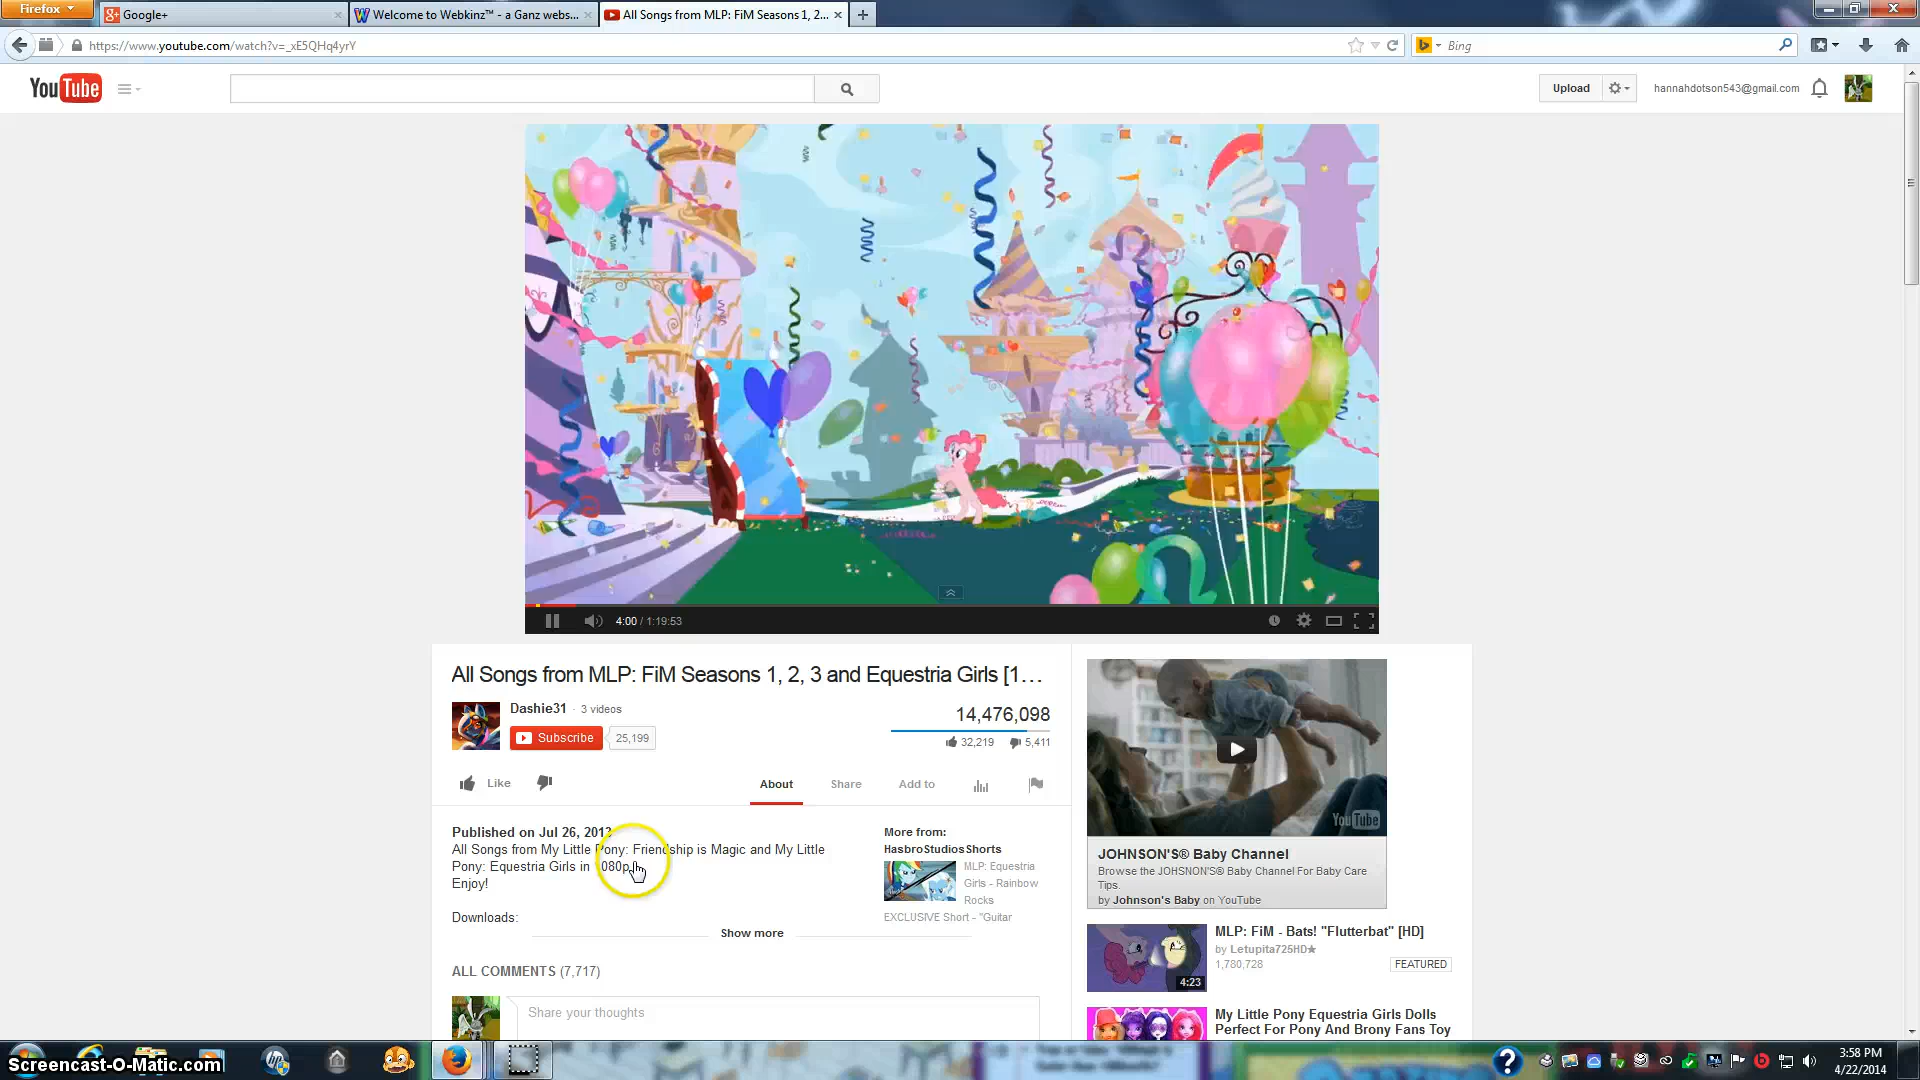 Firefox
Google+
Welcome to Webkinz™ - a Ganz webs...
All Songs from MLP: FiM Seasons 1, 2...
https://www.youtube.com/watch?v=_xE5QHq4yrY
Bing
YouTube
Upload
hannahdotson543@gmail.com
4:00 / 1:19:53
All Songs from MLP: FiM Seasons 1, 2, 3 and Equestria Girls [1...
Dashie31 · 3 videos
Subscribe
25,199
14,476,098
32,219
5,411
Like
About
Share
Add to
Published on Jul 26, 2013
All Songs from My Little Pony: Friendship is Magic and My Little
Pony: Equestria Girls in 1080p.
Enjoy!
Downloads:
Show more
More from:
HasbroStudiosShorts
MLP: Equestria
Girls - Rainbow
Rocks
EXCLUSIVE Short - "Guitar
ALL COMMENTS (7,717)
Share your thoughts
YouTube
JOHNSON'S® Baby Channel
Browse the JOHSNON'S® Baby Channel For Baby Care
Tips.
by Johnson's Baby on YouTube
MLP: FiM - Bats! "Flutterbat" [HD]
by Letupita725HD★
1,780,728
FEATURED
4:23
My Little Pony Equestria Girls Dolls
Perfect For Pony And Brony Fans Toy
Screencast-O-Matic.com
3:58 PM
4/22/2014